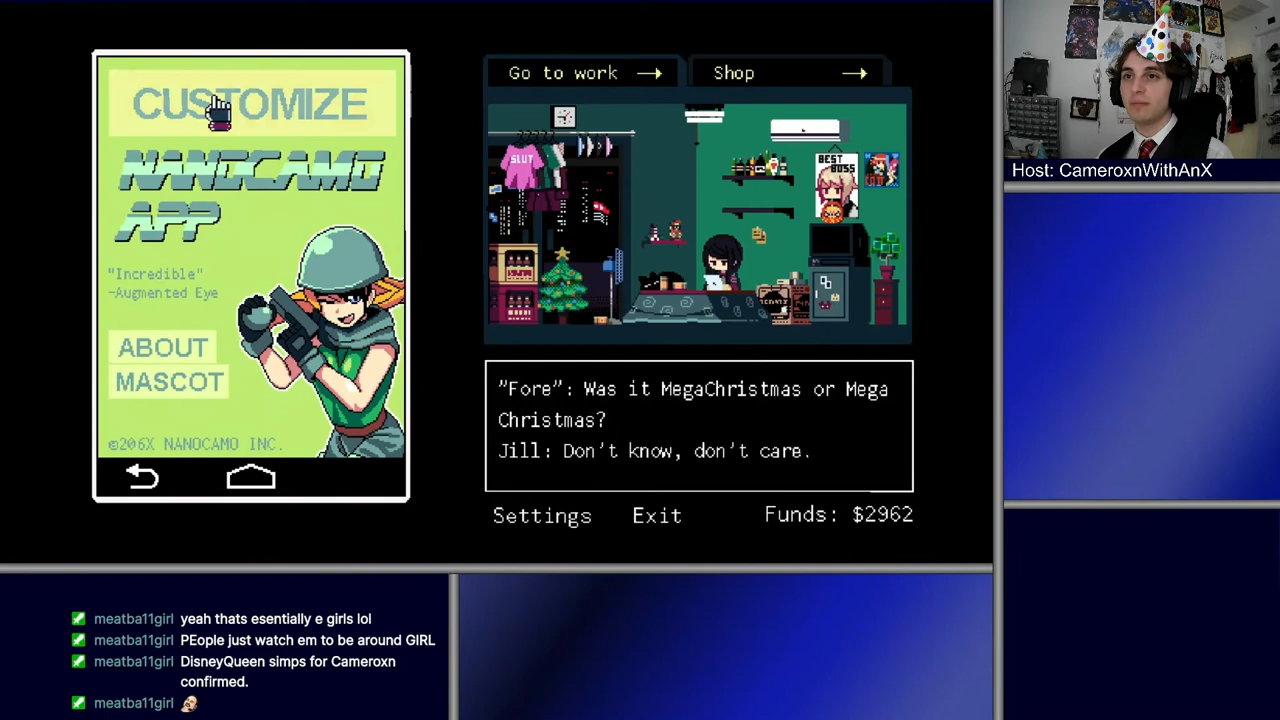 CUSTOMIZE
NANOCAMO
APP
"Incredible"
-Augmented Eye
ABOUT
MASCOT
©206X NANOCAMO INC.
Go to work →
Shop →
SLUT
BEST
BOSS
"Fore": Was it MegaChristmas or Mega
Christmas?
Jill: Don't know, don't care.
Settings Exit Funds: $2962
Host: CameroxnWithAnX
meatba11girl yeah thats esentially e girls lol
meatba11girl PEople just watch em to be around GIRL
meatba11girl DisneyQueen simps for Cameroxn
confirmed.
meatba11girl